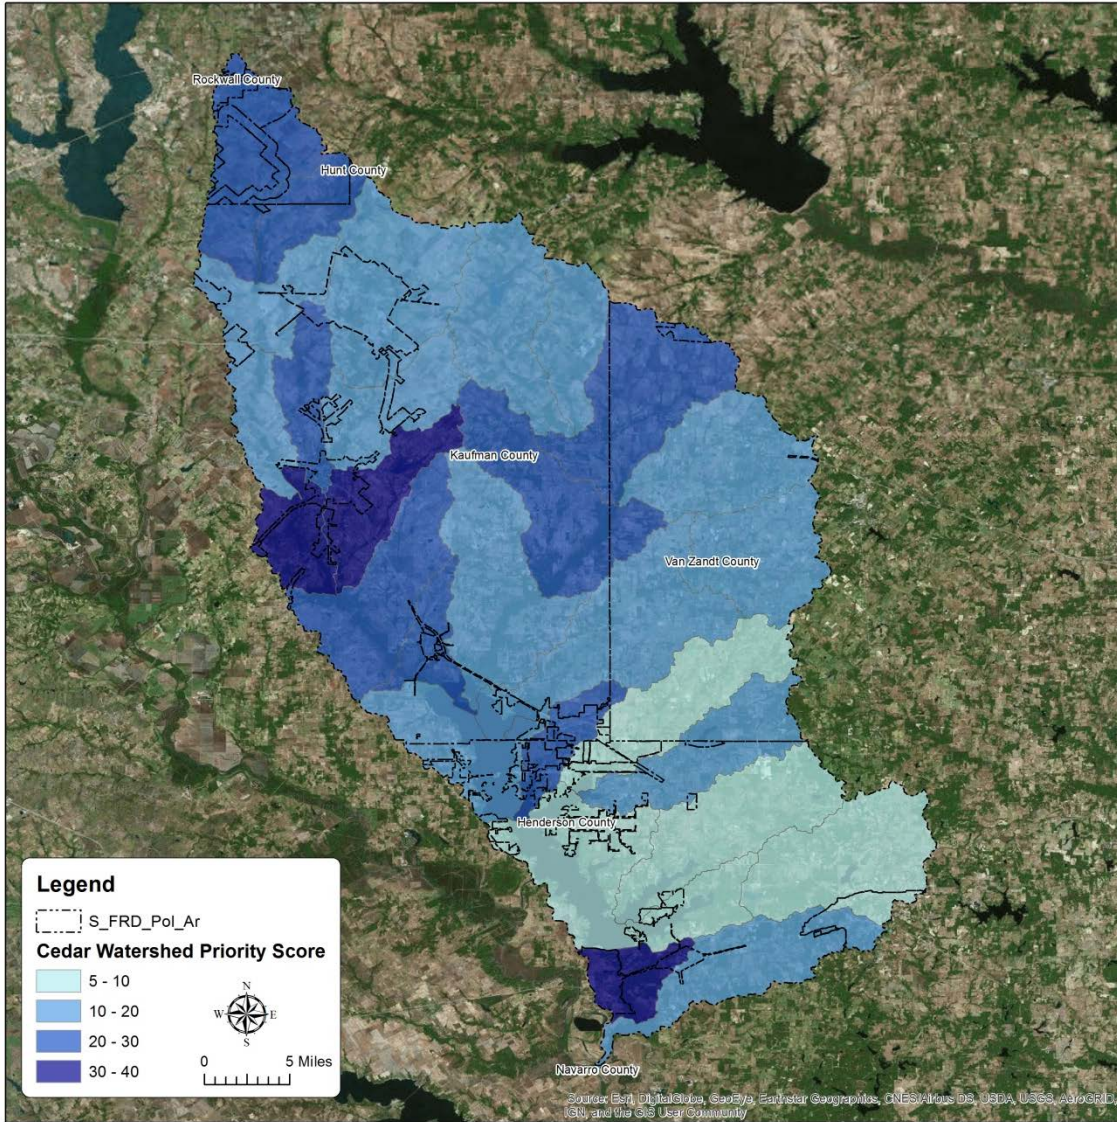 Rockwall County
Hunt County
Kaufman County
Van Zandt County
Henderson County
Navarro County
Legend
S_FRD_Pol_Ar
Cedar Watershed Priority Score
5 - 10
10 - 20
20 - 30
30 - 40
N
W E
S
0 5 Miles
Source: Esri, DigitalGlobe, GeoEye, Earthstar Geographics, CNES/Airbus DS, USDA, USGS, AeroGRID,
IGN, and the GIS User Community